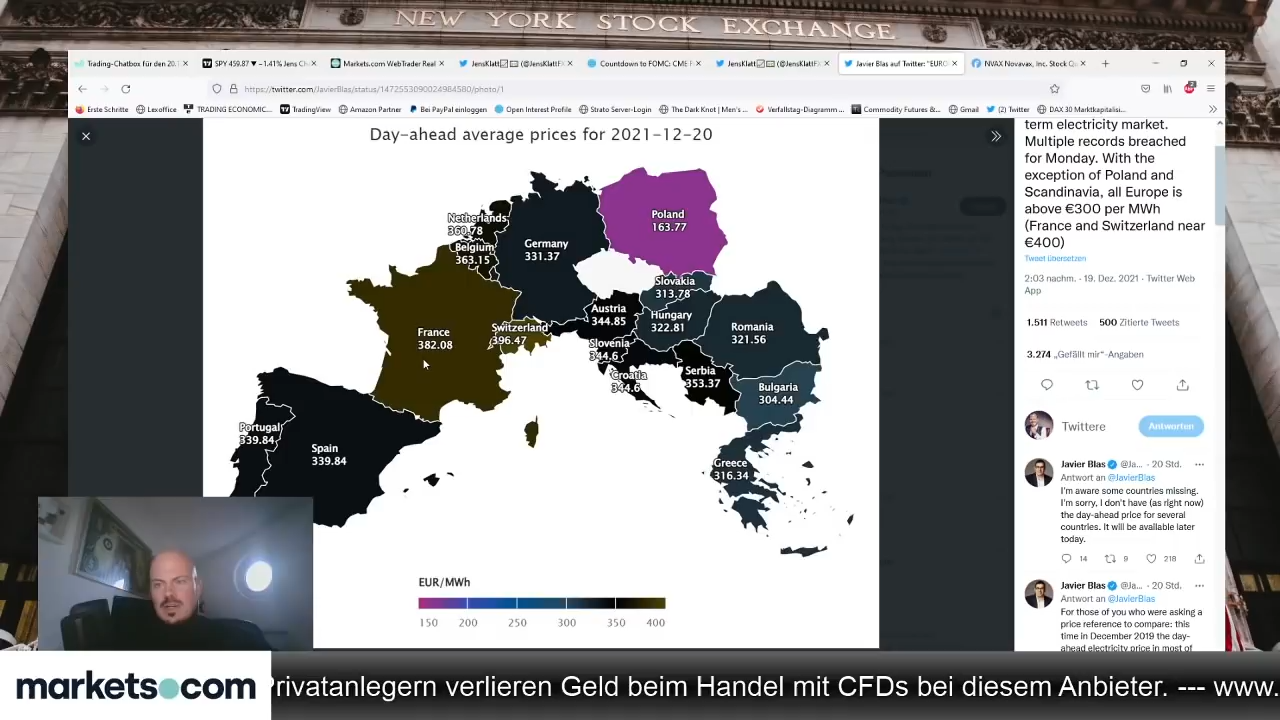 NEW YORK STOCK EXCHANGE
Trading-Chatbox für den 20.1
SPY 459.87 ▼ −1.41% Jens Ch
Markets.com WebTrader Real
JensKlatt
(@JensKlattFX
Countdown to FOMC: CME F
JensKlatt
(@JensKlattFX
Javier Blas auf Twitter: "EURO
NVAX Novavax, Inc. Stock Qu
https://twitter.com/JavierBlas/status/1472553090024984580/photo/1
Erste Schritte
Lexoffice
TRADING ECONOMIC...
TradingView
Amazon Partner
Bei PayPal einloggen
Open Interest Profile
Strato Server-Login
The Dark Knot | Men's ...
Verfallstag-Diagramm ...
Commodity Futures &...
Gmail
(2) Twitter
DAX 30 Marktkapitalisi...
Day-ahead average prices for 2021-12-20
Netherlands
360.78
Belgium
363.15
Germany
331.37
Poland
163.77
Slovakia
313.78
Austria
344.85
Hungary
322.81
Romania
321.56
France
382.08
Switzerland
396.47
Slovenia
344.6
Croatia
344.6
Serbia
353.37
Bulgaria
304.44
Portugal
339.84
Spain
339.84
Greece
316.34
EUR/MWh
150 200 250 300 350 400
term electricity market.
Multiple records breached
for Monday. With the
exception of Poland and
Scandinavia, all Europe is
above €300 per MWh
(France and Switzerland near
€400)
Tweet übersetzen
2:03 nachm. · 19. Dez. 2021 · Twitter Web
App
1.511 Retweets 500 Zitierte Tweets
3.274 „Gefällt mir“-Angaben
Twittere
Antworten
Javier Blas @Ja... · 20 Std.
Antwort an @JavierBlas
I'm aware some countries missing.
I'm sorry, I don't have (as right now)
the day-ahead price for several
countries. It will be available later
today.
14 9 218
Javier Blas @Ja... · 20 Std.
Antwort an @JavierBlas
For those of you who were asking a
price reference to compare: this
time in December 2019 the day-
ahead electricity price in most of
markets.com
Privatanlegern verlieren Geld beim Handel mit CFDs bei diesem Anbieter. --- www.